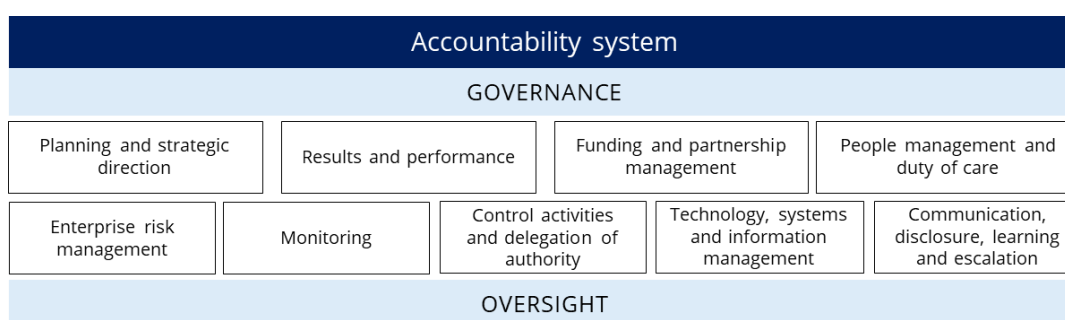 Accountability system
GOVERNANCE
Planning and strategic
direction
Results and performance
Funding and partnership
management
People management and
duty of care
Enterprise risk
management
Monitoring
Control activities
and delegation of
authority
Technology, systems
and information
management
Communication,
disclosure, learning
and escalation
OVERSIGHT